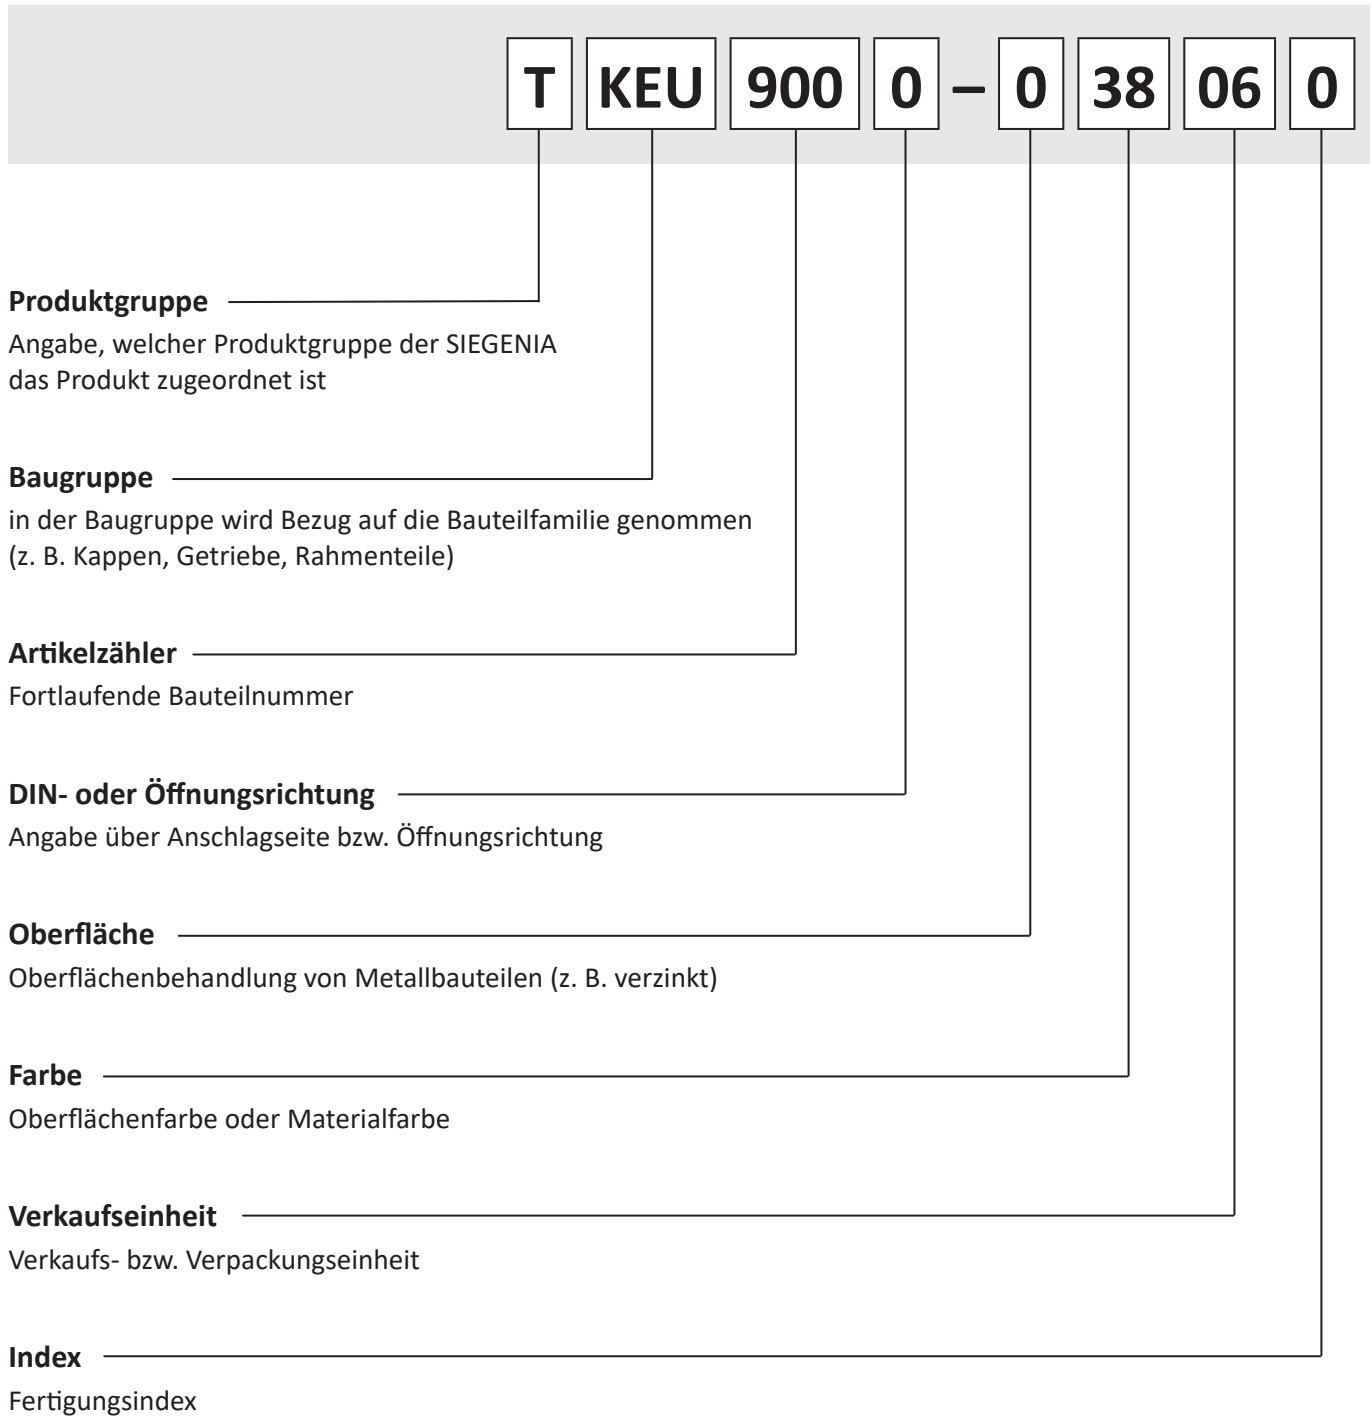 T KEU 900 0 – 0 38 06 0
Produktgruppe
Angabe, welcher Produktgruppe der SIEGENIA
das Produkt zugeordnet ist
Baugruppe
in der Baugruppe wird Bezug auf die Bauteilfamilie genommen
(z. B. Kappen, Getriebe, Rahmenteile)
Artikelzähler
Fortlaufende Bauteilnummer
DIN- oder Öffnungsrichtung
Angabe über Anschlagseite bzw. Öffnungsrichtung
Oberfläche
Oberflächenbehandlung von Metallbauteilen (z. B. verzinkt)
Farbe
Oberflächenfarbe oder Materialfarbe
Verkaufseinheit
Verkaufs- bzw. Verpackungseinheit
Index
Fertigungsindex